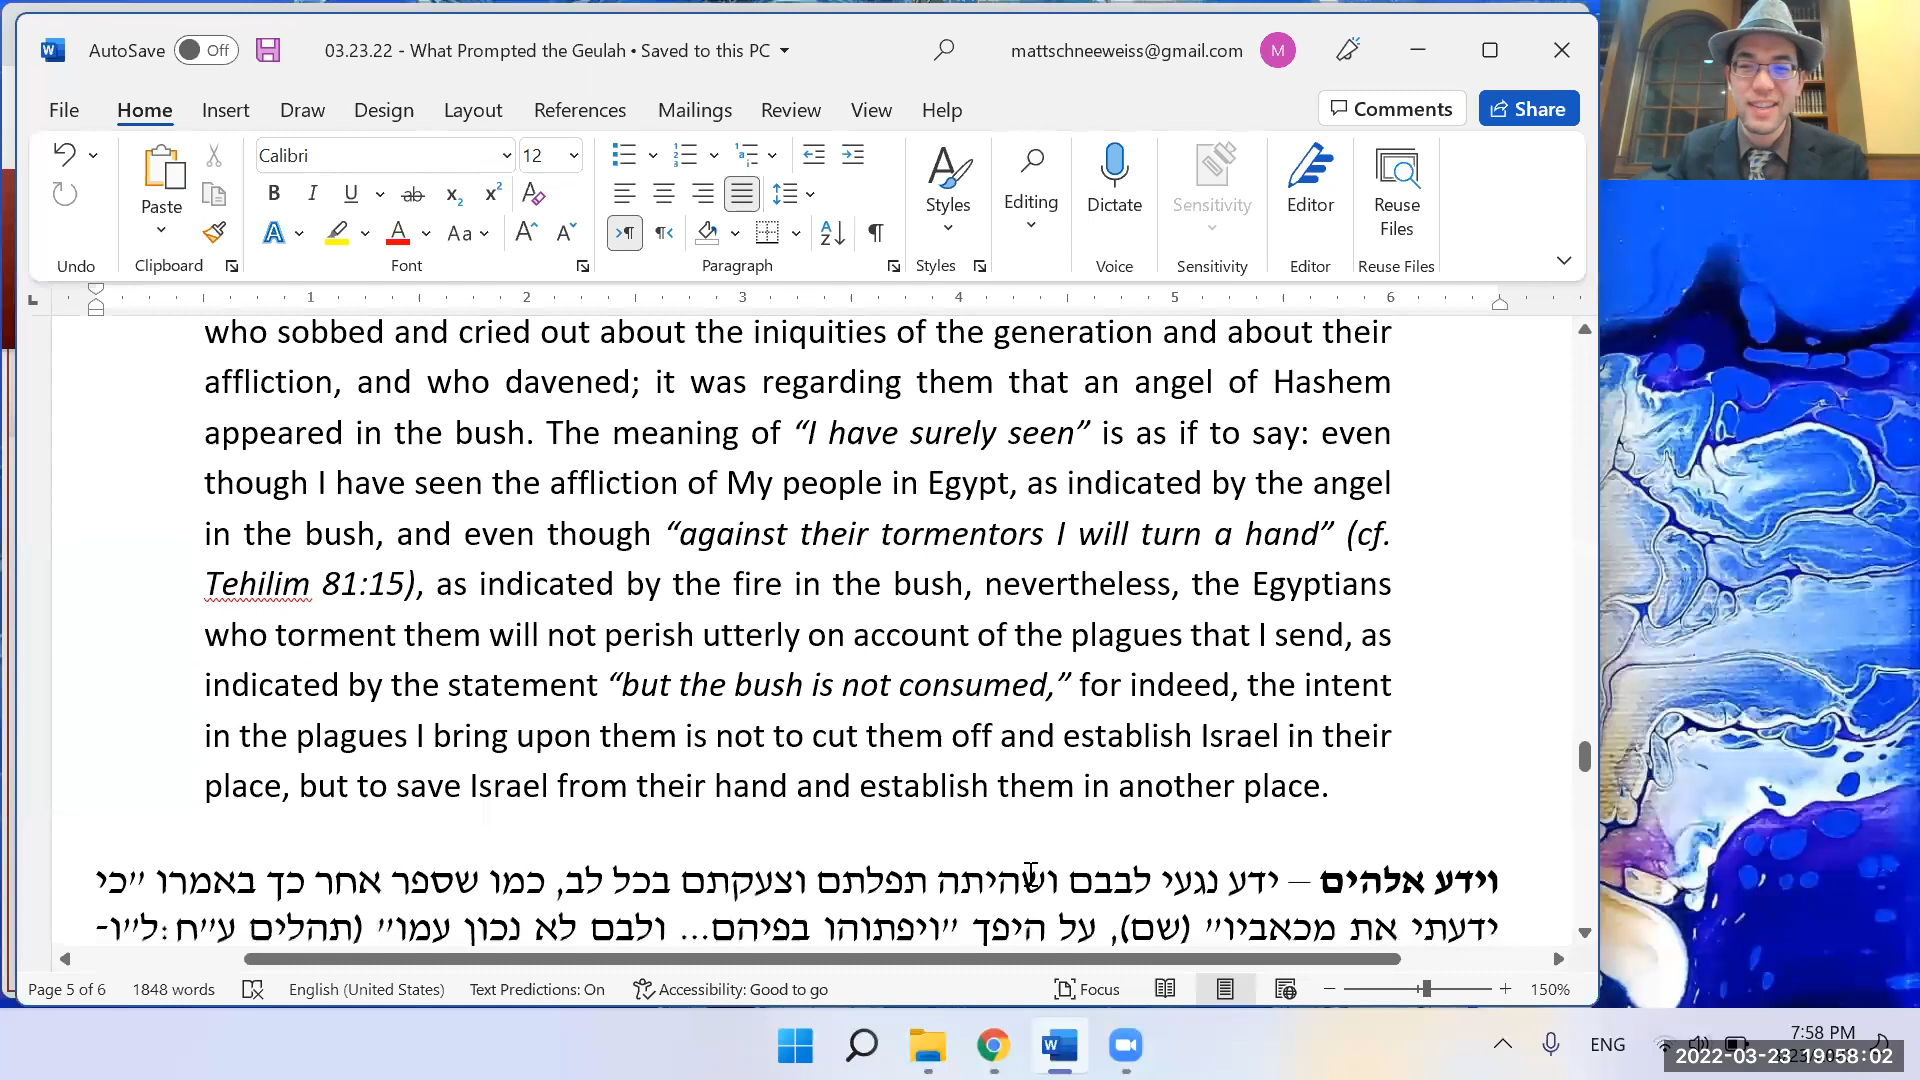 AutoSave Off 03.23.22 - What Prompted the Geulah • Saved to this PC mattschneeweiss@gmail.com M
File Home Insert Draw Design Layout References Mailings Review View Help Comments Share
Calibri 12
Paste Styles Editing Dictate Sensitivity Editor Reuse Files
Undo Clipboard Font Paragraph Styles Voice Sensitivity Editor Reuse Files
1 2 3 4 5 6
who sobbed and cried out about the iniquities of the generation and about their
affliction, and who davened; it was regarding them that an angel of Hashem
appeared in the bush. The meaning of “I have surely seen” is as if to say: even
though I have seen the affliction of My people in Egypt, as indicated by the angel
in the bush, and even though “against their tormentors I will turn a hand” (cf.
Tehilim 81:15), as indicated by the fire in the bush, nevertheless, the Egyptians
who torment them will not perish utterly on account of the plagues that I send, as
indicated by the statement “but the bush is not consumed,” for indeed, the intent
in the plagues I bring upon them is not to cut them off and establish Israel in their
place, but to save Israel from their hand and establish them in another place.
וידע אלהים – ידע נגעי לבבם ושהיתה תפלתם וצעקתם בכל לב, כמו שספר אחר כך באמרו ״כי
ידעתי את מכאביו״ (שם), על היפך ״ויפתוהו בפיהם... ולבם לא נכון עמו״ (תהלים ע״ח:ל״ו-
Page 5 of 6 1848 words English (United States) Text Predictions: On Accessibility: Good to go Focus 150%
ENG 7:58 PM
2022-03-23 19:58:02